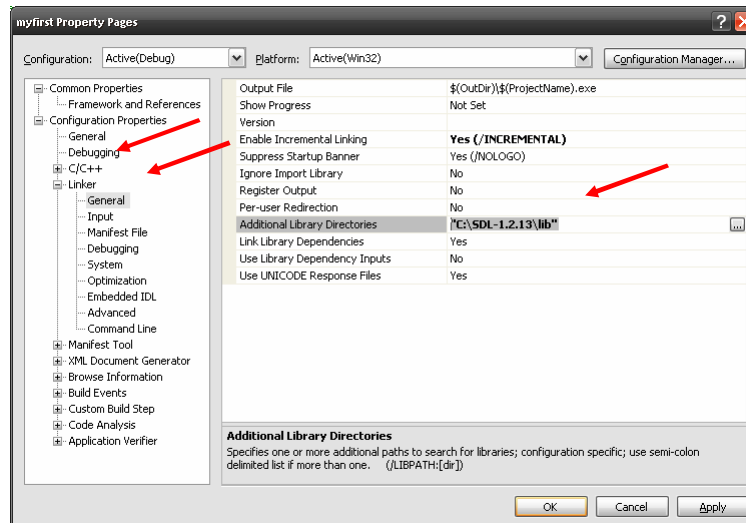 myfirst Property Pages
Configuration: Active(Debug) Platform: Active(Win32) Configuration Manager...
Common Properties
Framework and References
Configuration Properties
General
Debugging
C/C++
Linker
General
Input
Manifest File
Debugging
System
Optimization
Embedded IDL
Advanced
Command Line
Manifest Tool
XML Document Generator
Browse Information
Build Events
Custom Build Step
Code Analysis
Application Verifier
Output File $(OutDir)\$(ProjectName).exe
Show Progress Not Set
Version
Enable Incremental Linking Yes (/INCREMENTAL)
Suppress Startup Banner Yes (/NOLOGO)
Ignore Import Library No
Register Output No
Per-user Redirection No
Additional Library Directories "C:\SDL-1.2.13\lib" ...
Link Library Dependencies Yes
Use Library Dependency Inputs No
Use UNICODE Response Files Yes
Additional Library Directories
Specifies one or more additional paths to search for libraries; configuration specific; use semi-colon
delimited list if more than one. (/LIBPATH:[dir])
OK Cancel Apply